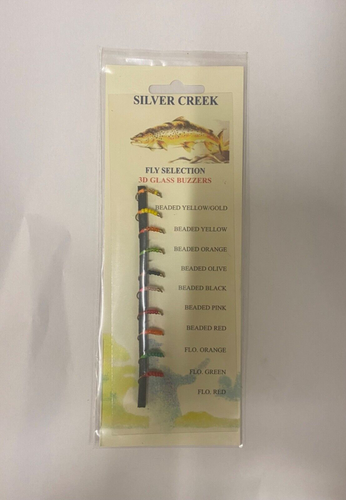 SILVER CREEK
FLY SELECTION
3D GLASS BUZZERS
BEADED YELLOW/GOLD
BEADED YELLOW
BEADED ORANGE
BEADED OLIVE
BEADED BLACK
BEADED PINK
BEADED RED
FLO. ORANGE
FLO. GREEN
FLO. RED